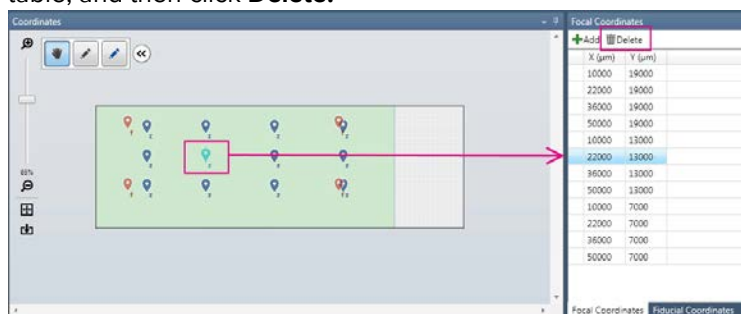 table, and then click Delete.
Coordinates
Focal Coordinates
Add Delete
X (μm) Y (μm)
10000 19000
22000 19000
36000 19000
50000 19000
10000 13000
22000 13000
36000 13000
50000 13000
10000 7000
22000 7000
36000 7000
50000 7000
Focal Coordinates Fiducial Coordinates